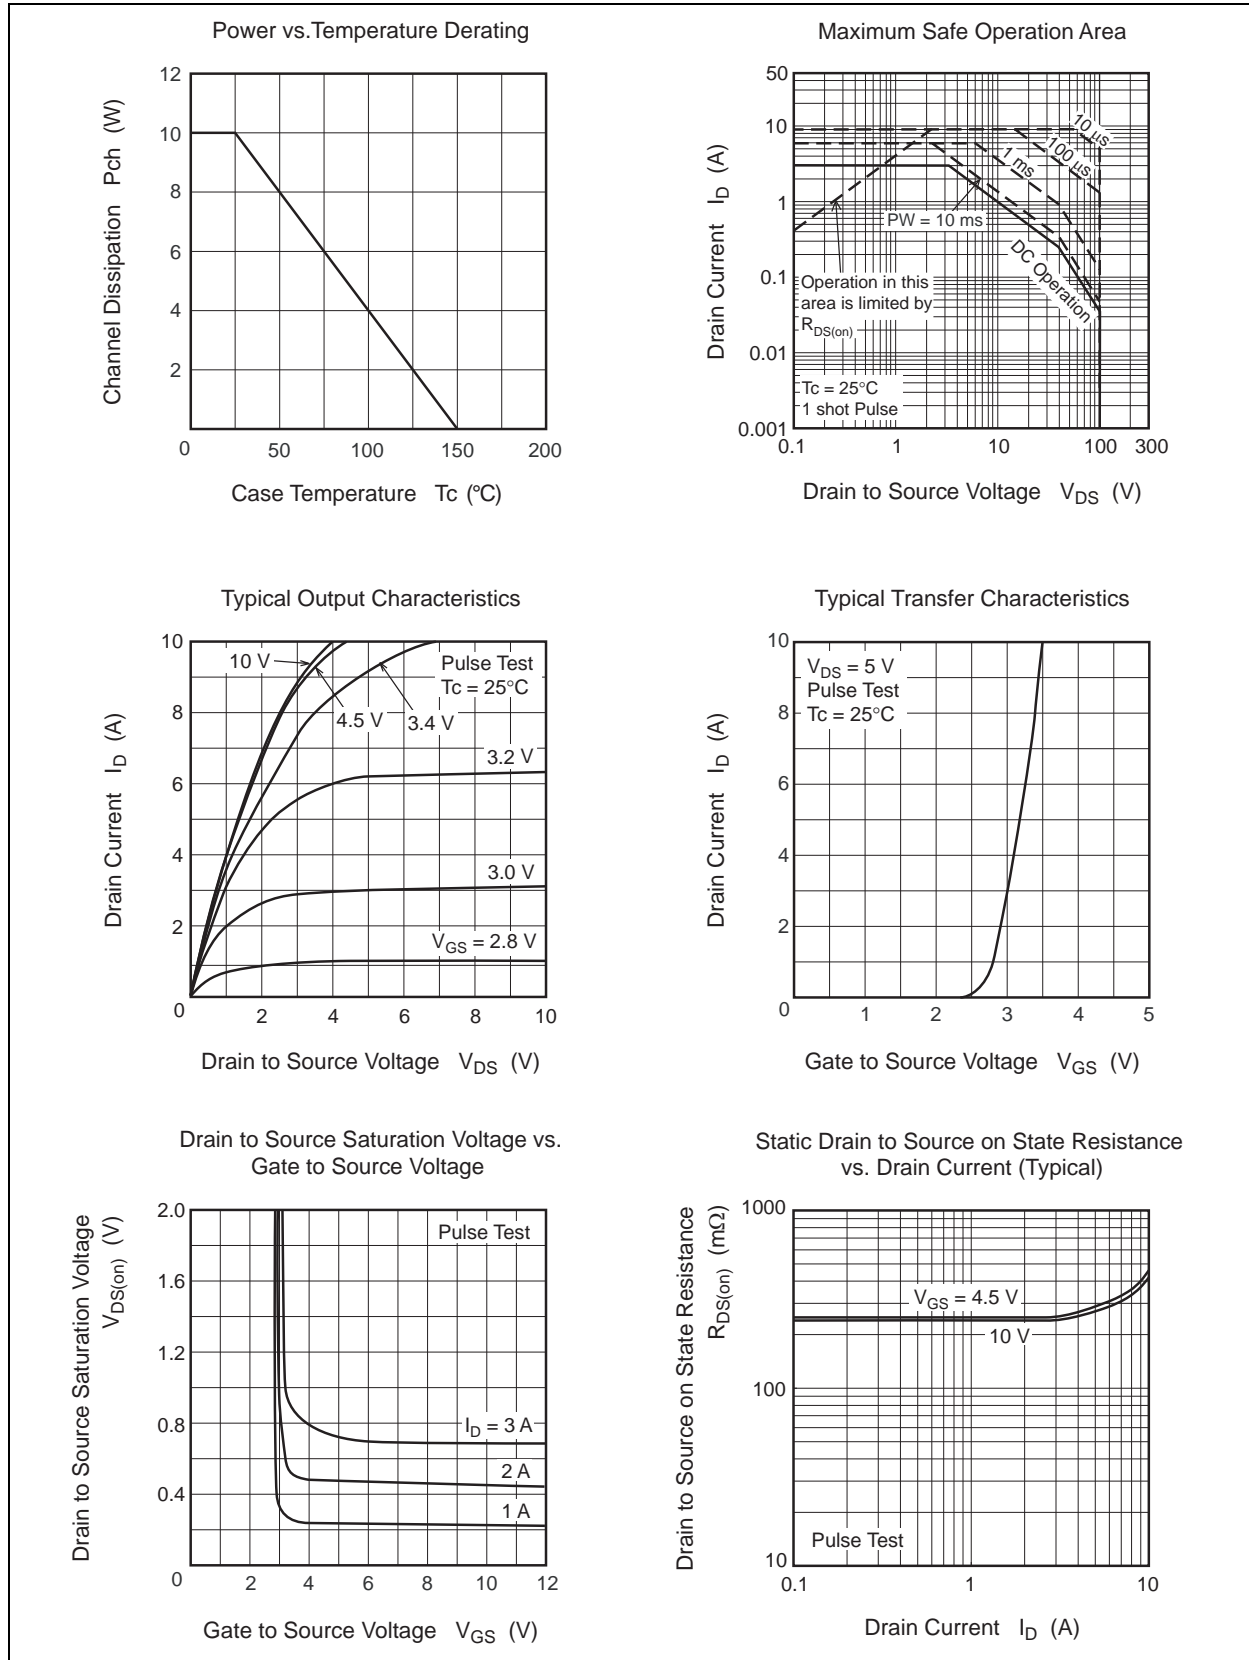 Power vs.Temperature Derating
12
10
8
6
4
2
0
50
100
150
200
Channel Dissipation Pch (W)
Case Temperature Tc (°C)
Maximum Safe Operation Area
50
10
1
0.1
0.01
0.001
0.1
1
10
100
300
Drain Current ID (A)
Drain to Source Voltage VDS (V)
10 μs
100 μs
1 ms
PW = 10 ms
DC Operation
Operation in this
area is limited by
RDS(on)
Tc = 25°C
1 shot Pulse
Typical Output Characteristics
10
8
6
4
2
0
2
4
6
8
10
Drain Current ID (A)
Drain to Source Voltage VDS (V)
10 V
4.5 V
3.4 V
Pulse Test
Tc = 25°C
3.2 V
3.0 V
VGS = 2.8 V
Typical Transfer Characteristics
10
8
6
4
2
0
1
2
3
4
5
Drain Current ID (A)
Gate to Source Voltage VGS (V)
VDS = 5 V
Pulse Test
Tc = 25°C
Drain to Source Saturation Voltage vs.
Gate to Source Voltage
2.0
1.6
1.2
0.8
0.4
0
2
4
6
8
10
12
Drain to Source Saturation Voltage
VDS(on) (V)
Gate to Source Voltage VGS (V)
Pulse Test
ID = 3 A
2 A
1 A
Static Drain to Source on State Resistance
vs. Drain Current (Typical)
1000
100
10
0.1
1
10
Drain to Source on State Resistance
RDS(on) (mΩ)
Drain Current ID (A)
VGS = 4.5 V
10 V
Pulse Test